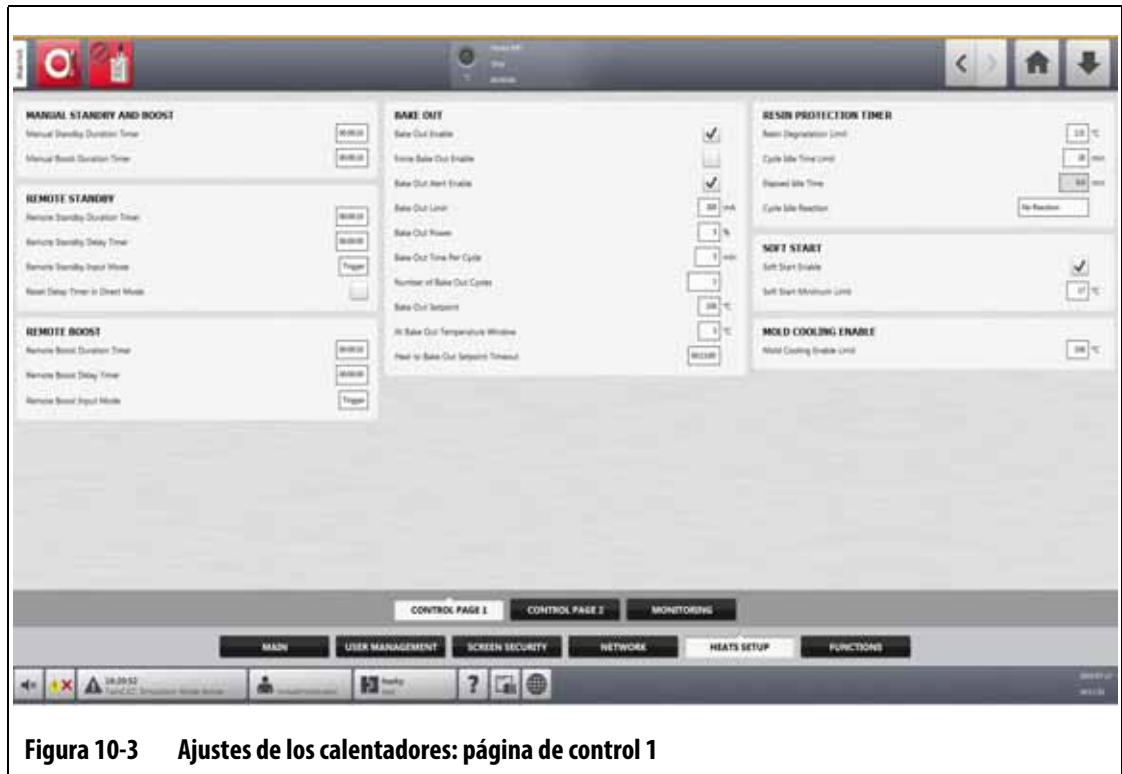 MANUAL STANDBY AND BOOST
Manual Standby Duration Timer
Manual Boost Duration Timer
REMOTE STANDBY
Remote Standby Duration Timer
Remote Standby Delay Timer
Remote Standby Input Mode
Trigger
Reset Delay Timer in Direct Mode
REMOTE BOOST
Remote Boost Duration Timer
Remote Boost Delay Timer
Remote Boost Input Mode
Trigger
BAKE OUT
Bake Out Enable
Force Bake Out Enable
Bake Out Alert Enable
Bake Out Limit
mA
Bake Out Power
%
Bake Out Time Per Cycle
min
Number of Bake Out Cycles
Bake Out Setpoint
°C
At Bake Out Temperature Window
°C
Heat to Bake Out Setpoint Timeout
RESIN PROTECTION TIMER
Resin Degradation Limit
°C
Cycle Idle Time Limit
min
Elapsed Idle Time
min
Cycle Idle Reaction
No Reaction
SOFT START
Soft Start Enable
Soft Start Minimum Limit
°C
MOLD COOLING ENABLE
Mold Cooling Enable Limit
°C
CONTROL PAGE 1
CONTROL PAGE 2
MONITORING
MAIN
USER MANAGEMENT
SCREEN SECURITY
NETWORK
HEATS SETUP
FUNCTIONS
Figura 10-3 Ajustes de los calentadores: página de control 1